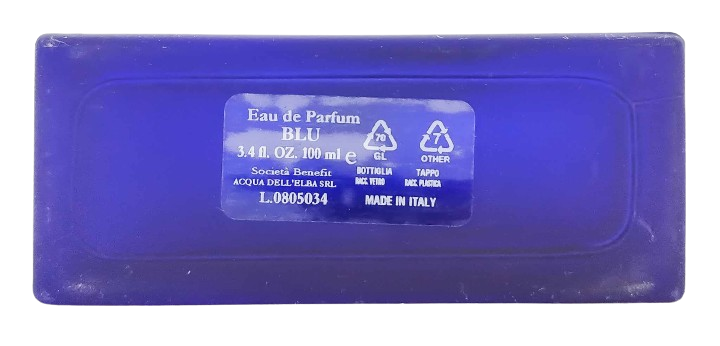 Eau de Parfum
BLU
3.4 fl. OZ. 100 ml e
Società Benefit
ACQUA DELL'ELBA SRL
L.0805034
70
GL
BOTTIGLIA
RACC. VETRO
7
OTHER
TAPPO
RACC. PLASTICA
MADE IN ITALY